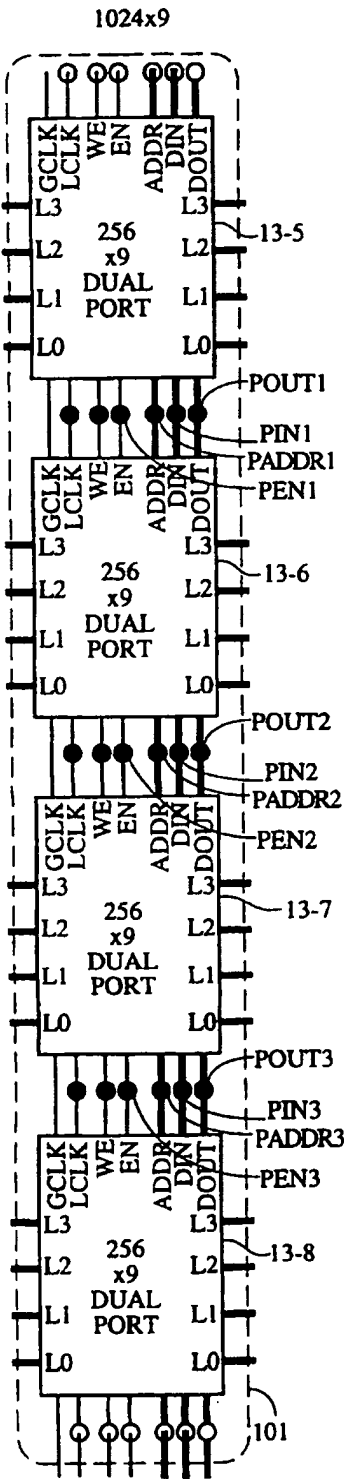 1024x9
GCLK LCLK WE EN ADDR DIN DOUT
L3 L3
13-5
256
x9
DUAL
PORT
L2 L2
L1 L1
L0 L0
POUT1
PIN1
PADDR1
PEN1
GCLK LCLK WE EN ADDR DIN DOUT
L3 L3
13-6
256
x9
DUAL
PORT
L2 L2
L1 L1
L0 L0
POUT2
PIN2
PADDR2
PEN2
GCLK LCLK WE EN ADDR DIN DOUT
L3 L3
13-7
256
x9
DUAL
PORT
L2 L2
L1 L1
L0 L0
POUT3
PIN3
PADDR3
PEN3
GCLK LCLK WE EN ADDR DIN DOUT
L3 L3
13-8
256
x9
DUAL
PORT
L2 L2
L1 L1
L0 L0
101